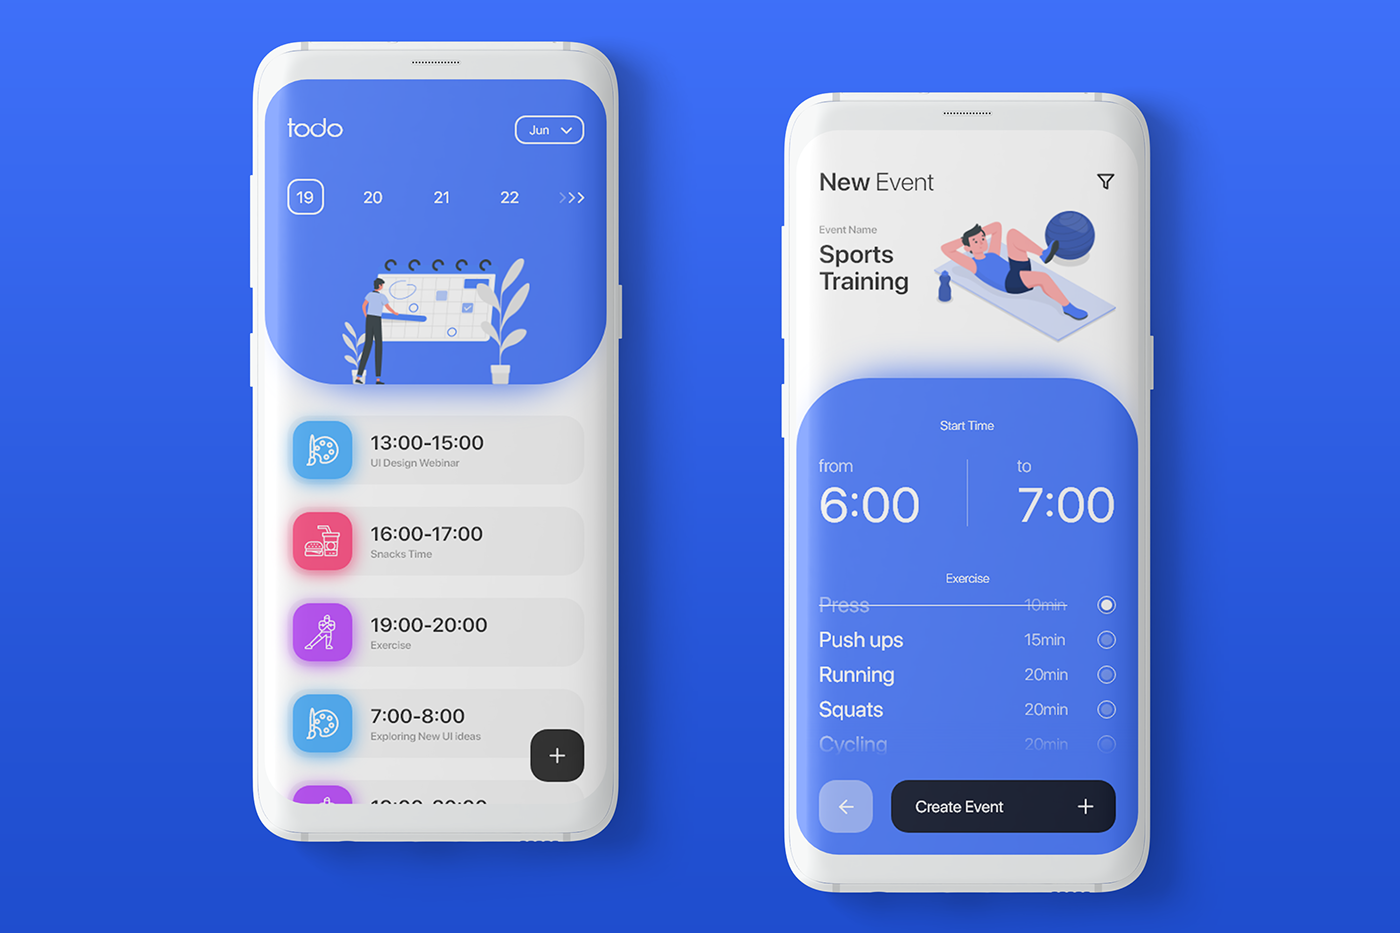 todo
Jun
19 20 21 22
13:00-15:00
UI Design Webinar
16:00-17:00
Snacks Time
19:00-20:00
Exercise
7:00-8:00
Exploring New UI ideas
New Event
Event Name
Sports
Training
Start Time
from to
6:00 7:00
Exercise
Press 10min
Push ups 15min
Running 20min
Squats 20min
Cycling 20min
Create Event